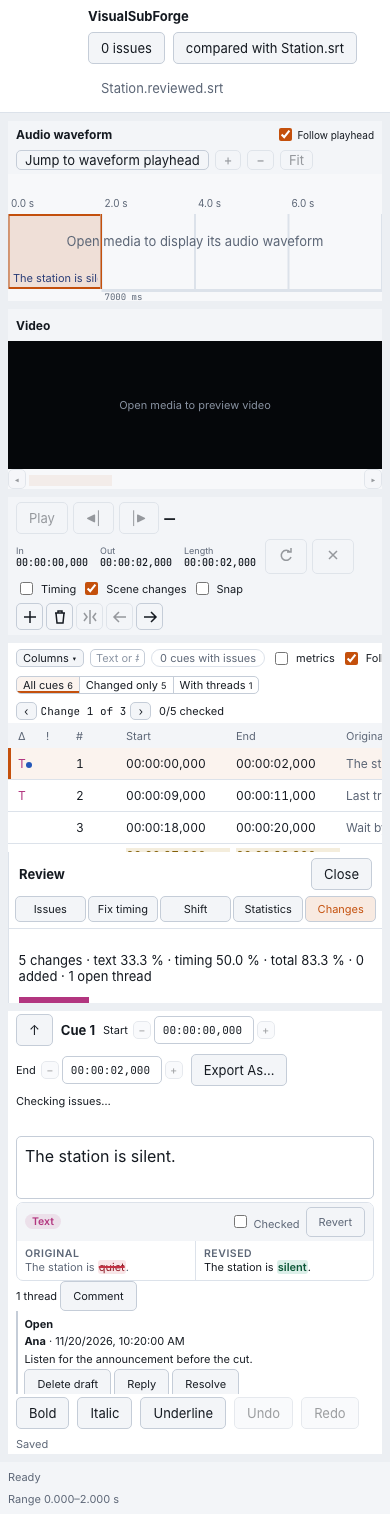 VisualSubForge
0 issues compared with Station.srt
Station.reviewed.srt
Audio waveform Follow playhead
Jump to waveform playhead + − Fit
0.0 s 2.0 s 4.0 s 6.0 s
Open media to display its audio waveform
The station is sil
7000 ms
Video
Open media to preview video
Play
In Out Length
00:00:00,000 00:00:02,000 00:00:02,000
Timing Scene changes Snap
Columns Text or 0 cues with issues metrics Foll
All cues 6 Changed only 5 With threads 1
‹ Change 1 of 3 › 0/5 checked
Δ ! # Start End Origina
T 1 00:00:00,000 00:00:02,000 The st
T 2 00:00:09,000 00:00:11,000 Last tr
3 00:00:18,000 00:00:20,000 Wait b
Review Close
Issues Fix timing Shift Statistics Changes
5 changes · text 33.3 % · timing 50.0 % · total 83.3 % · 0
added · 1 open thread
↑ Cue 1 Start − 00:00:00,000 +
End − 00:00:02,000 + Export As...
Checking issues...
The station is silent.
Text Checked Revert
ORIGINAL REVISED
The station is quiet. The station is silent.
1 thread Comment
Open
Ana · 11/20/2026, 10:20:00 AM
Listen for the announcement before the cut.
Delete draft Reply Resolve
Bold Italic Underline Undo Redo
Saved
Ready
Range 0.000–2.000 s